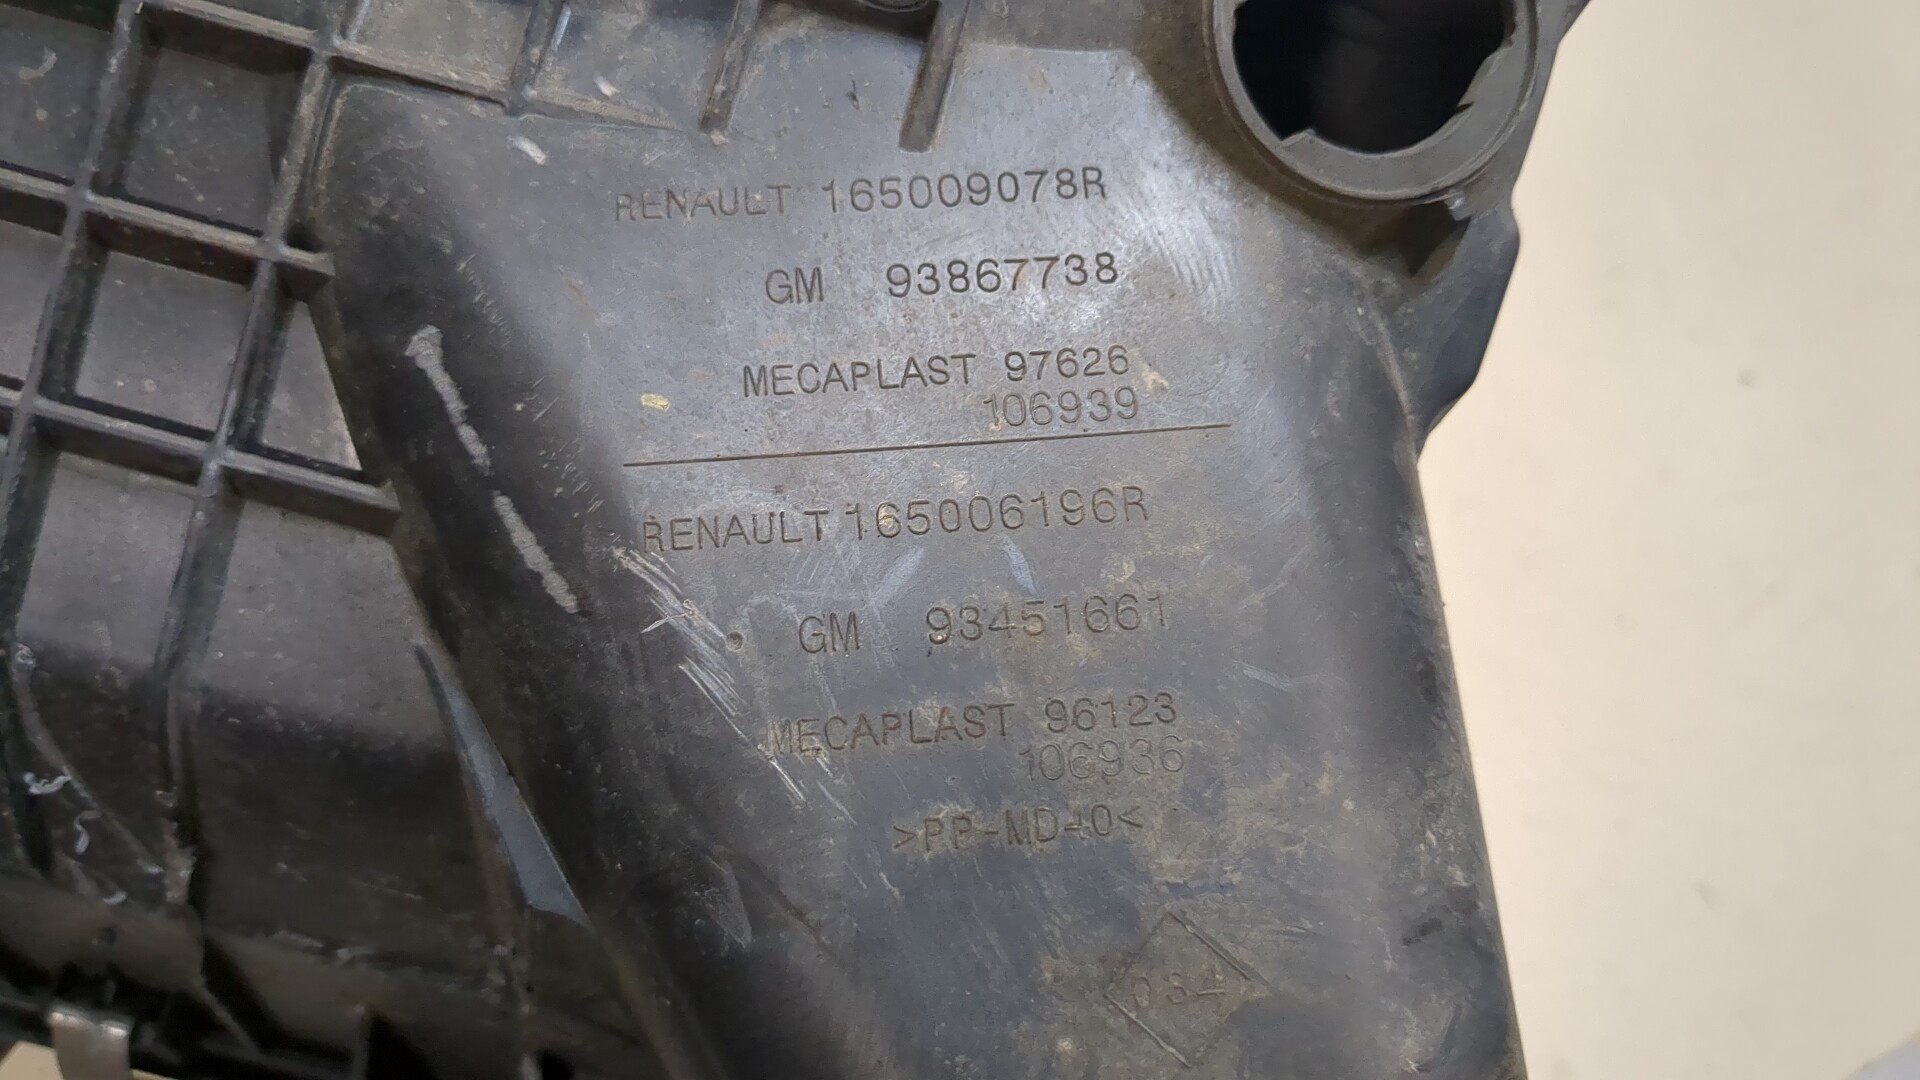 RENAULT 165009078R
GM 93867738
MECAPLAST 97626
106939
RENAULT 165006196R
GM 93451661
MECAPLAST 96123
106936
>PP-MD40<